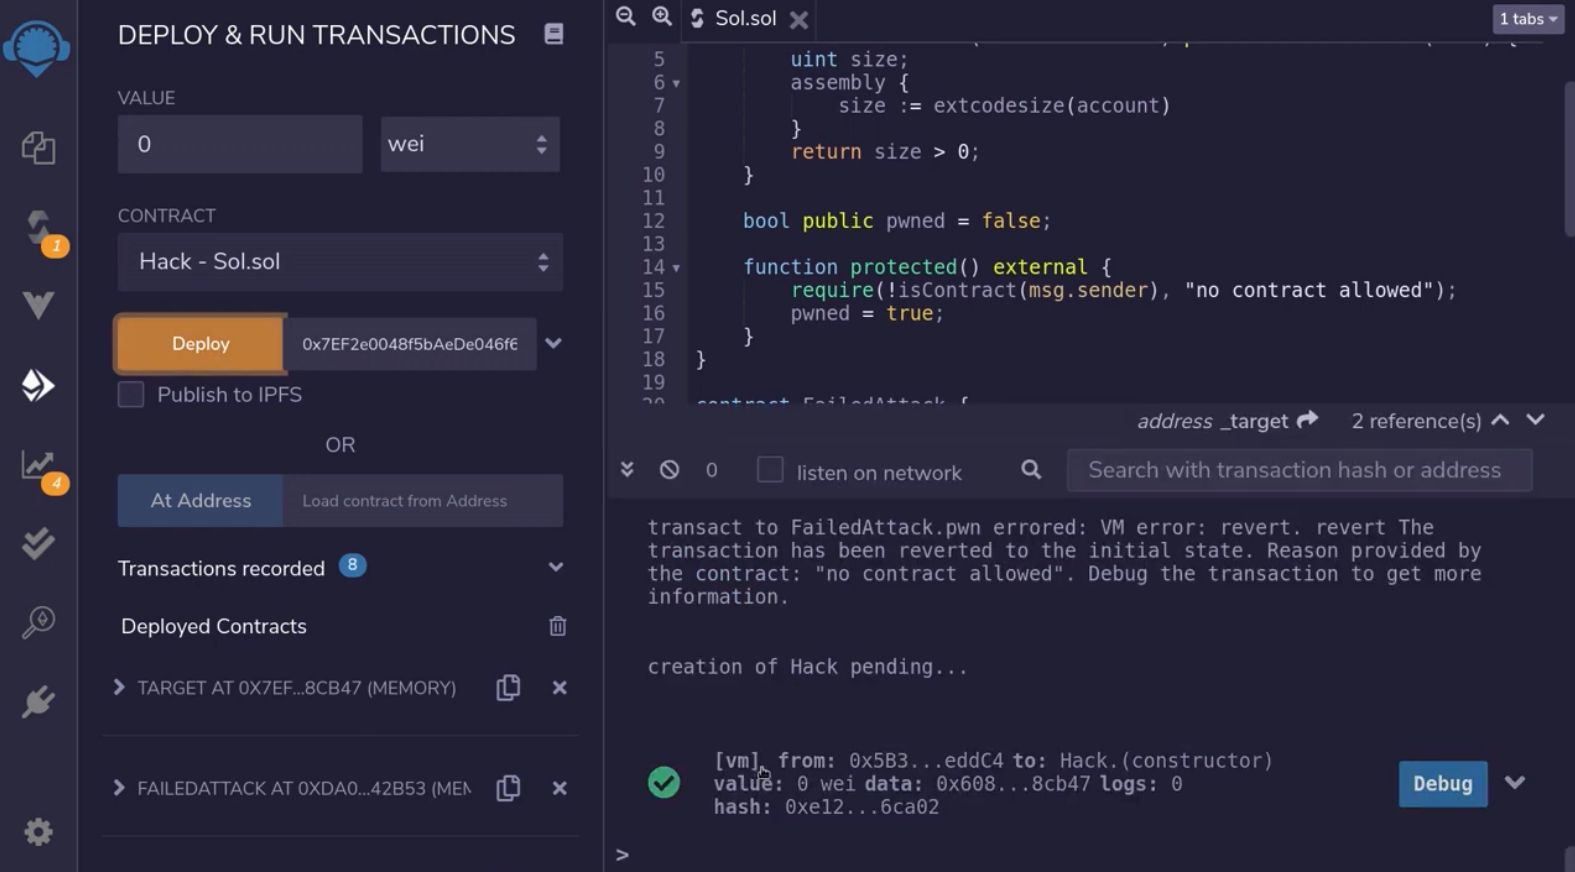 DEPLOY & RUN TRANSACTIONS
VALUE
0
wei
CONTRACT
Hack - Sol.sol
Deploy
0x7EF2e0048f5bAeDe046f6
Publish to IPFS
OR
At Address
Load contract from Address
Transactions recorded 8
Deployed Contracts
TARGET AT 0X7EF...8CB47 (MEMORY)
FAILEDATTACK AT 0XDA0...42B53 (MEM
1
4
Sol.sol
1 tabs
5 uint size;
6 assembly {
7 size := extcodesize(account)
8 }
9 return size > 0;
10 }
11
12 bool public pwned = false;
13
14 function protected() external {
15 require(!isContract(msg.sender), "no contract allowed");
16 pwned = true;
17 }
18 }
19
20 contract FailedAttack {
address _target 2 reference(s)
0
listen on network
Search with transaction hash or address
transact to FailedAttack.pwn errored: VM error: revert. revert The
transaction has been reverted to the initial state. Reason provided by
the contract: "no contract allowed". Debug the transaction to get more
information.
creation of Hack pending...
[vm] from: 0x5B3...eddC4 to: Hack.(constructor)
value: 0 wei data: 0x608...8cb47 logs: 0
hash: 0xe12...6ca02
Debug
>